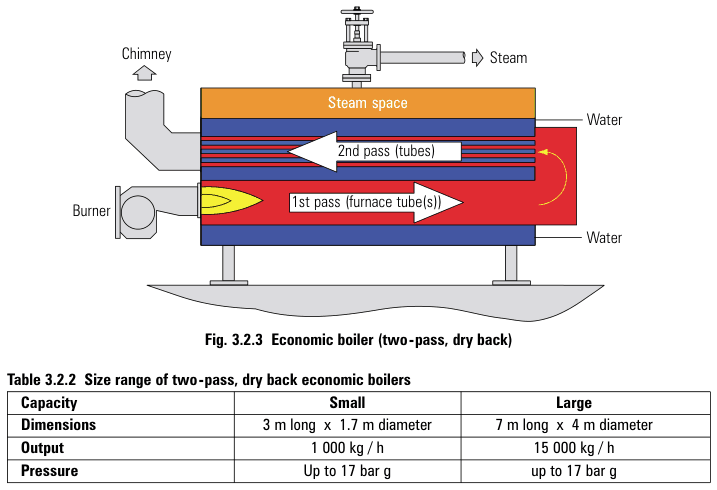 Chimney
Steam
Steam space
Water
2nd pass (tubes)
1st pass (furnace tube(s))
Burner
Water
Fig. 3.2.3 Economic boiler (two-pass, dry back)
Table 3.2.2 Size range of two-pass, dry back economic boilers
Capacity Small Large
Dimensions 3 m long x 1.7 m diameter 7 m long x 4 m diameter
Output 1 000 kg / h 15 000 kg / h
Pressure Up to 17 bar g up to 17 bar g